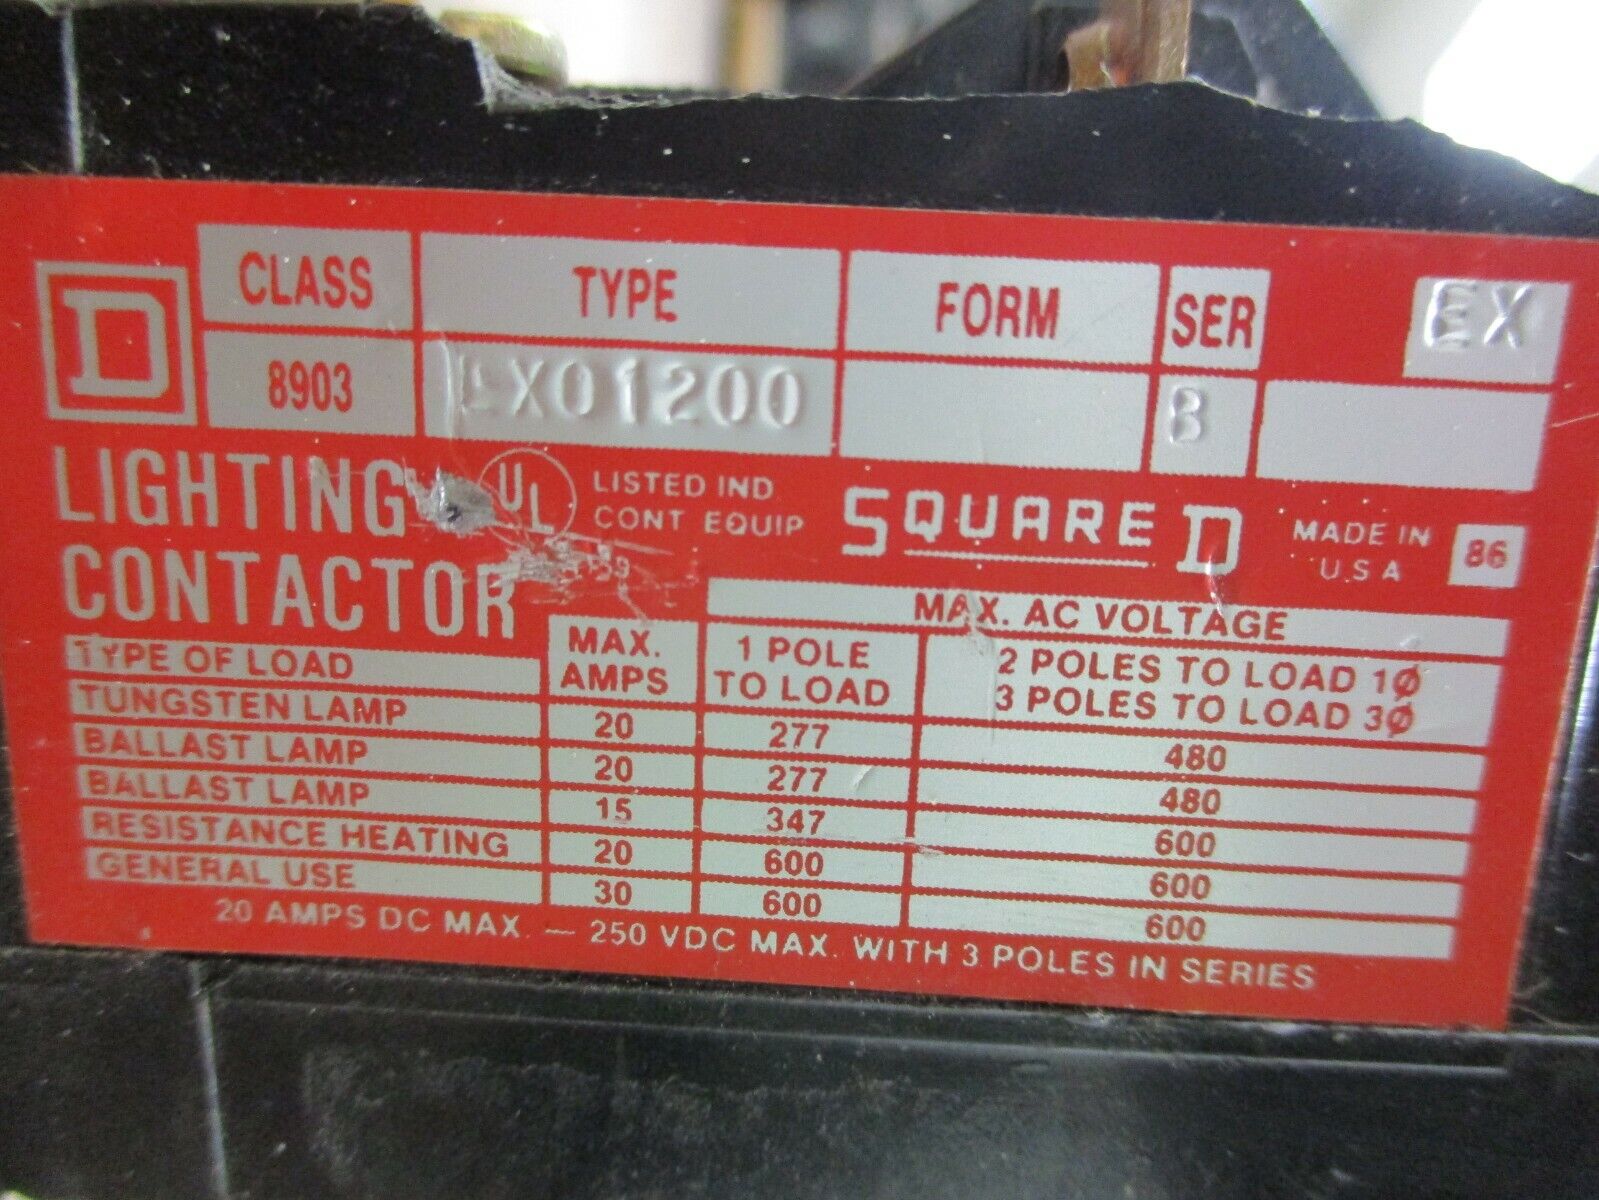 D
CLASS TYPE FORM SER EX
8903 LXO1200 B
LIGHTING CONTACTOR
UL LISTED IND. CONT EQUIP
SQUARE D
MADE IN U.S.A 86
MAX. AC VOLTAGE
TYPE OF LOAD MAX. AMPS 1 POLE TO LOAD 2 POLES TO LOAD 1Ø 3 POLES TO LOAD 3Ø
TUNGSTEN LAMP 20 277 480
BALLAST LAMP 20 277 480
BALLAST LAMP 15 347 600
RESISTANCE HEATING 20 600 600
GENERAL USE 30 600 600
20 AMPS DC MAX. — 250 VDC MAX. WITH 3 POLES IN SERIES